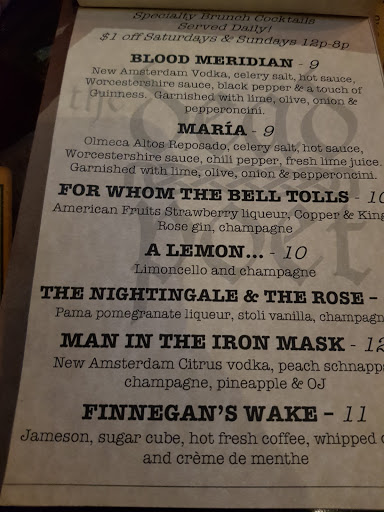 Specialty Brunch Cocktails
Served Daily!
$1 off Saturdays & Sundays 12p-8p
BLOOD MERIDIAN - 9
New Amsterdam Vodka, celery salt, hot sauce,
Worcestershire sauce, black pepper & a touch of
Guinness. Garnished with lime, olive, onion &
pepperoncini.
MARÍA - 9
Olmeca Altos Reposado, celery salt, hot sauce,
Worcestershire sauce, chili pepper, fresh lime juice.
Garnished with lime, olive, onion & pepperoncini.
FOR WHOM THE BELL TOLLS - 10
American Fruits Strawberry liqueur, Copper & King
Rose gin, champagne
A LEMON... - 10
Limoncello and champagne
THE NIGHTINGALE & THE ROSE -
Pama pomegranate liqueur, stoli vanilla, champagn
MAN IN THE IRON MASK - 12
New Amsterdam Citrus vodka, peach schnapps
champagne, pineapple & OJ
FINNEGAN'S WAKE - 11
Jameson, sugar cube, hot fresh coffee, whipped
and crème de menthe